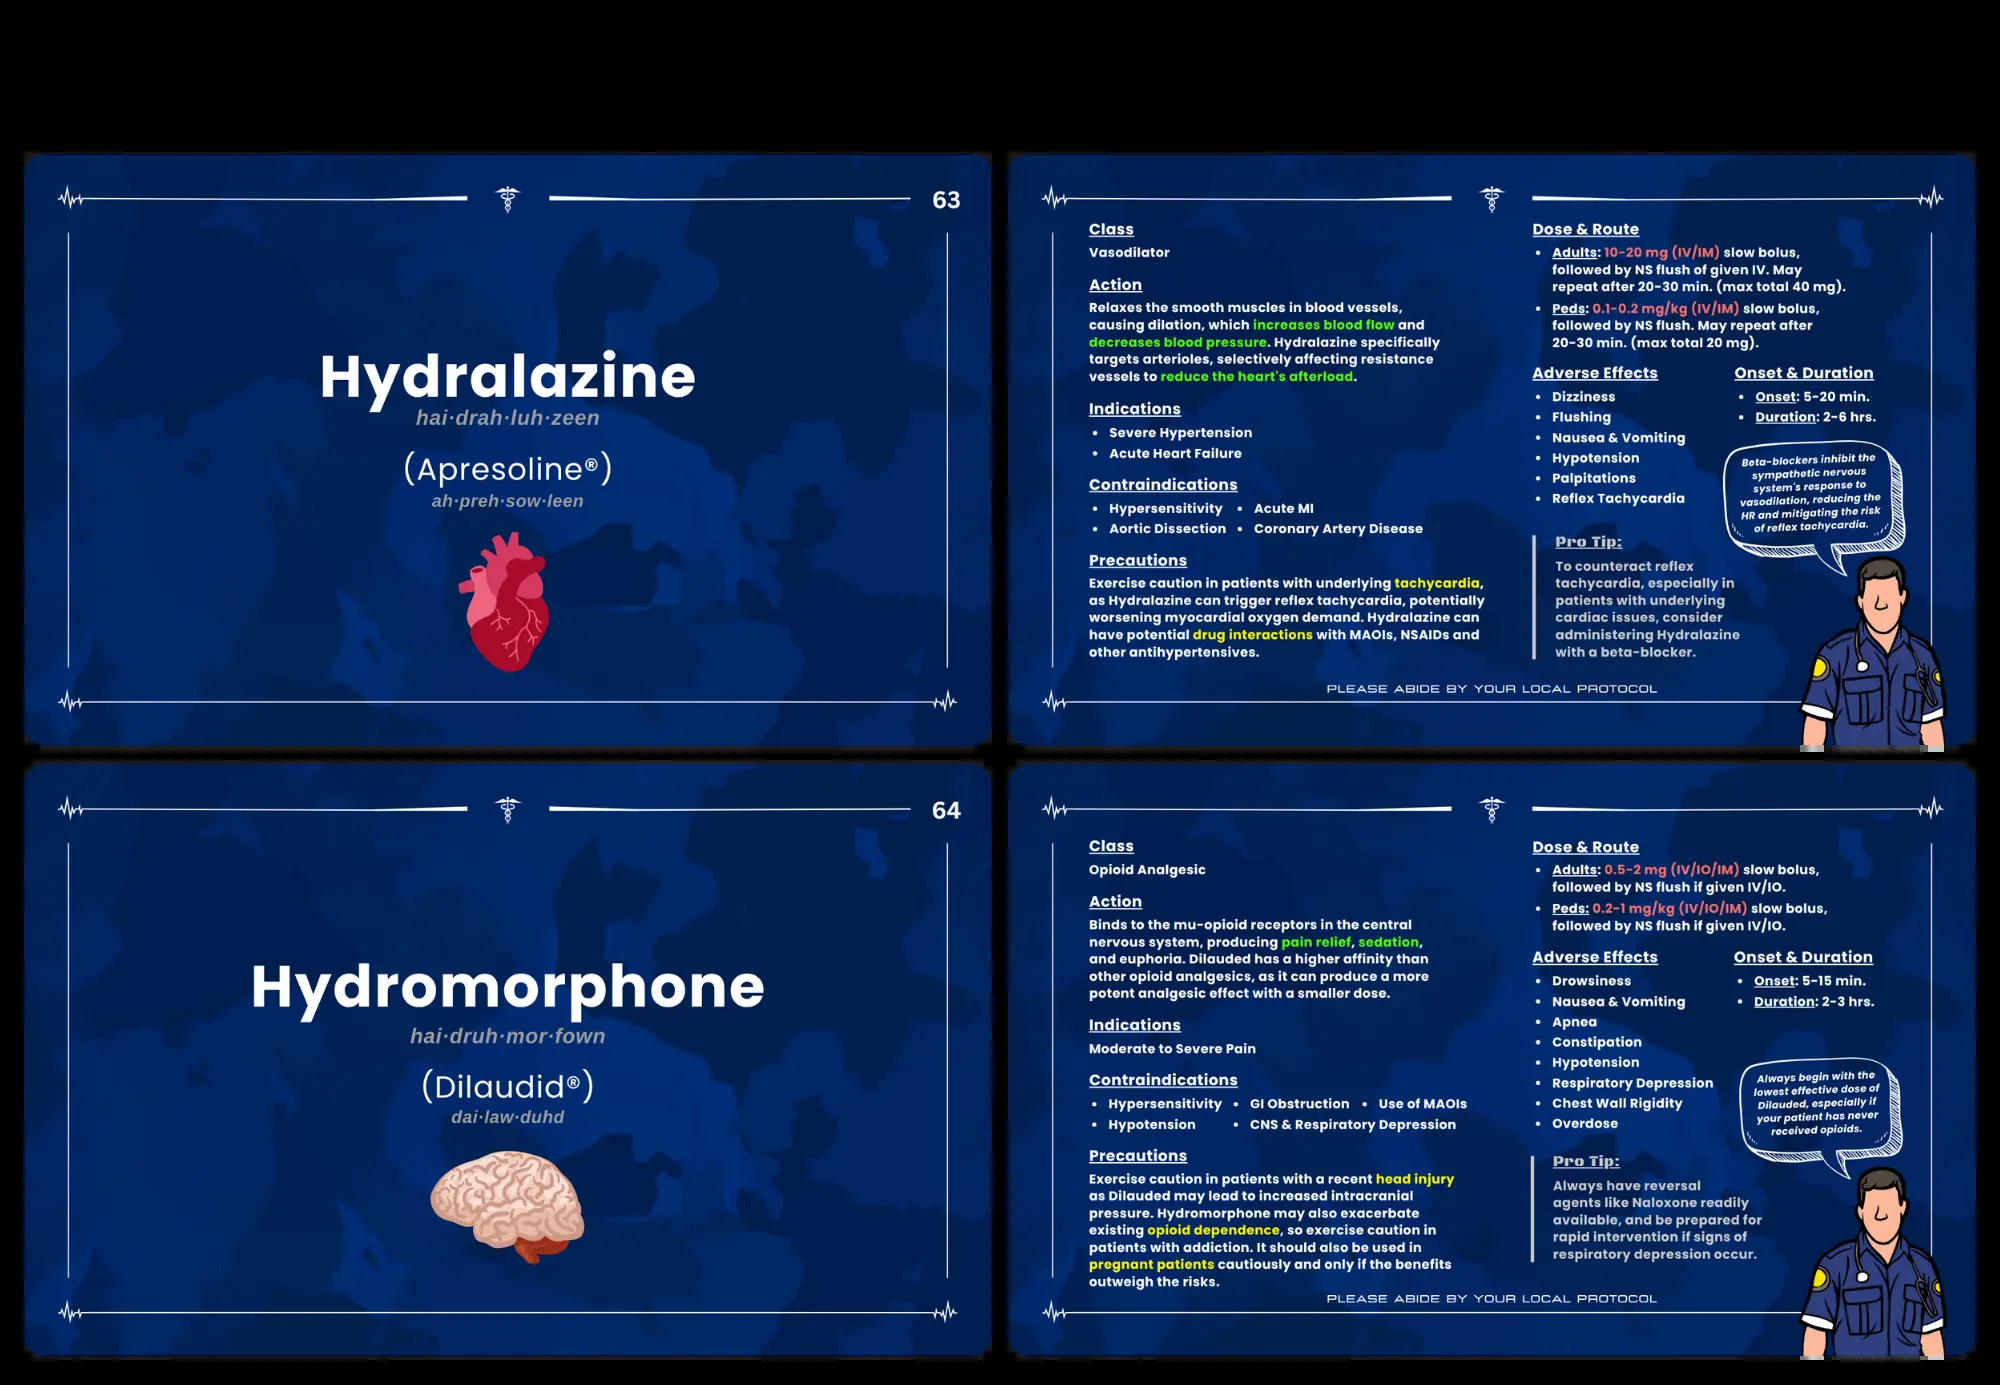 63
Hydralazine
hai·drah·luh·zeen
(Apresoline®)
ah·preh·sow·leen
Class
Vasodilator
Action
Relaxes the smooth muscles in blood vessels,
causing dilation, which increases blood flow and
decreases blood pressure. Hydralazine specifically
targets arterioles, selectively affecting resistance
vessels to reduce the heart's afterload.
Indications
• Severe Hypertension
• Acute Heart Failure
Contraindications
• Hypersensitivity • Acute MI
• Aortic Dissection • Coronary Artery Disease
Precautions
Exercise caution in patients with underlying tachycardia,
as Hydralazine can trigger reflex tachycardia, potentially
worsening myocardial oxygen demand. Hydralazine can
have potential drug interactions with MAOIs, NSAIDs and
other antihypertensives.
Dose & Route
• Adults: 10-20 mg (IV/IM) slow bolus,
followed by NS flush of given IV. May
repeat after 20-30 min. (max total 40 mg).
• Peds: 0.1-0.2 mg/kg (IV/IM) slow bolus,
followed by NS flush. May repeat after
20-30 min. (max total 20 mg).
Adverse Effects
• Dizziness
• Flushing
• Nausea & Vomiting
• Hypotension
• Palpitations
• Reflex Tachycardia
Onset & Duration
• Onset: 5-20 min.
• Duration: 2-6 hrs.
Beta-blockers inhibit the
sympathetic nervous
system's response to
vasodilation, reducing the
HR and mitigating the risk
of reflex tachycardia.
Pro Tip:
To counteract reflex
tachycardia, especially in
patients with underlying
cardiac issues, consider
administering Hydralazine
with a beta-blocker.
PLEASE ABIDE BY YOUR LOCAL PROTOCOL
64
Hydromorphone
hai·druh·mor·fown
(Dilaudid®)
dai·law·duhd
Class
Opioid Analgesic
Action
Binds to the mu-opioid receptors in the central
nervous system, producing pain relief, sedation,
and euphoria. Dilauded has a higher affinity than
other opioid analgesics, as it can produce a more
potent analgesic effect with a smaller dose.
Indications
Moderate to Severe Pain
Contraindications
• Hypersensitivity • GI Obstruction • Use of MAOIs
• Hypotension • CNS & Respiratory Depression
Precautions
Exercise caution in patients with a recent head injury
as Dilauded may lead to increased intracranial
pressure. Hydromorphone may also exacerbate
existing opioid dependence, so exercise caution in
patients with addiction. It should also be used in
pregnant patients cautiously and only if the benefits
outweigh the risks.
Dose & Route
• Adults: 0.5-2 mg (IV/IO/IM) slow bolus,
followed by NS flush if given IV/IO.
• Peds: 0.2-1 mg/kg (IV/IO/IM) slow bolus,
followed by NS flush if given IV/IO.
Adverse Effects
• Drowsiness
• Nausea & Vomiting
• Apnea
• Constipation
• Hypotension
• Respiratory Depression
• Chest Wall Rigidity
• Overdose
Onset & Duration
• Onset: 5-15 min.
• Duration: 2-3 hrs.
Always begin with the
lowest effective dose of
Dilauded, especially if
your patient has never
received opioids.
Pro Tip:
Always have reversal
agents like Naloxone readily
available, and be prepared for
rapid intervention if signs of
respiratory depression occur.
PLEASE ABIDE BY YOUR LOCAL PROTOCOL